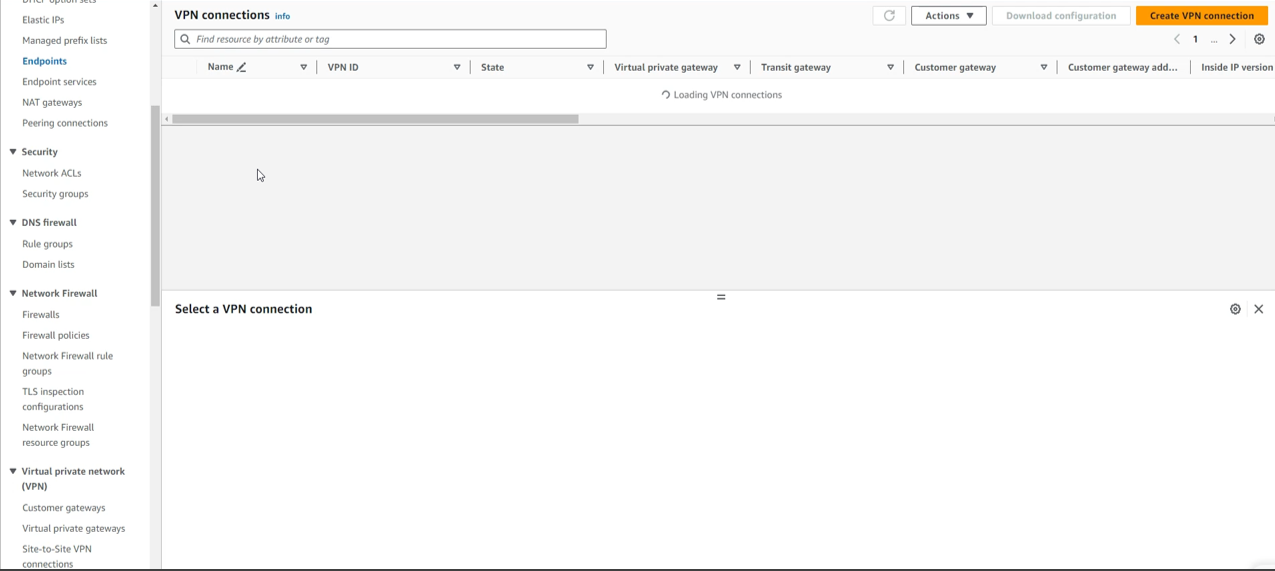 DHCP option sets
Elastic IPs
Managed prefix lists
Endpoints
Endpoint services
NAT gateways
Peering connections
Security
Network ACLs
Security groups
DNS firewall
Rule groups
Domain lists
Network Firewall
Firewalls
Firewall policies
Network Firewall rule
groups
TLS inspection
configurations
Network Firewall
resource groups
Virtual private network
(VPN)
Customer gateways
Virtual private gateways
Site-to-Site VPN
connections
VPN connections Info
Actions
Download configuration
Create VPN connection
Find resource by attribute or tag
1 ...
Name VPN ID State Virtual private gateway Transit gateway Customer gateway Customer gateway add... Inside IP version
Loading VPN connections
Select a VPN connection